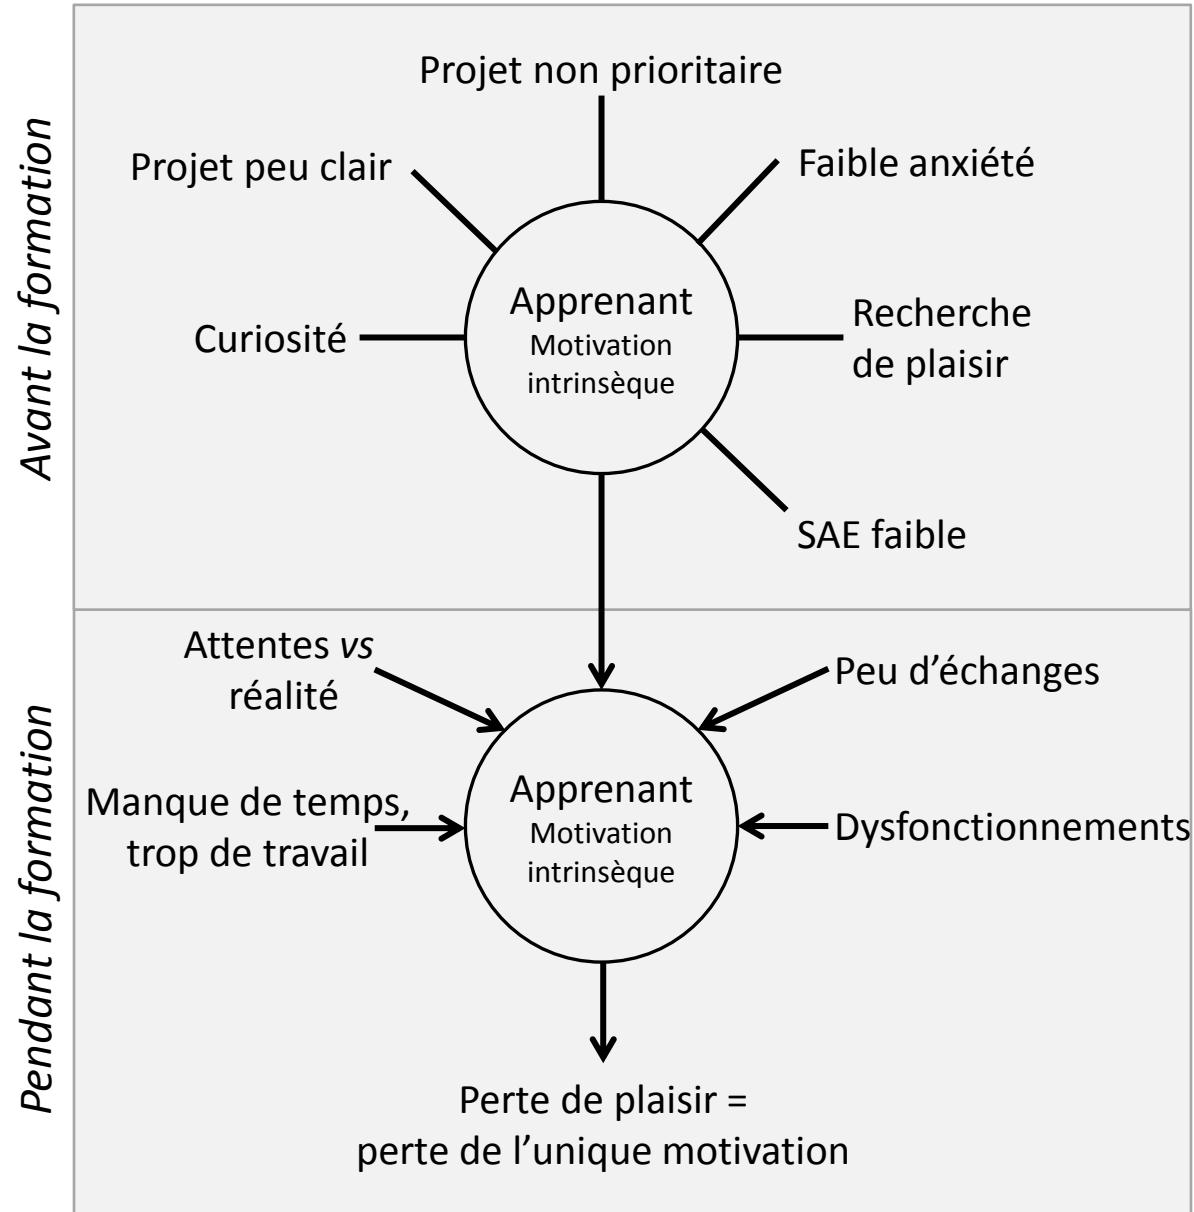 Avant la formation
Projet non prioritaire
Projet peu clair
Faible anxiété
Curiosité
Apprenant
Motivation
intrinsèque
Recherche
de plaisir
SAE faible
Pendant la formation
Attentes vs
réalité
Peu d’échanges
Manque de temps,
trop de travail
Apprenant
Motivation
intrinsèque
Dysfonctionnements
Perte de plaisir =
perte de l’unique motivation